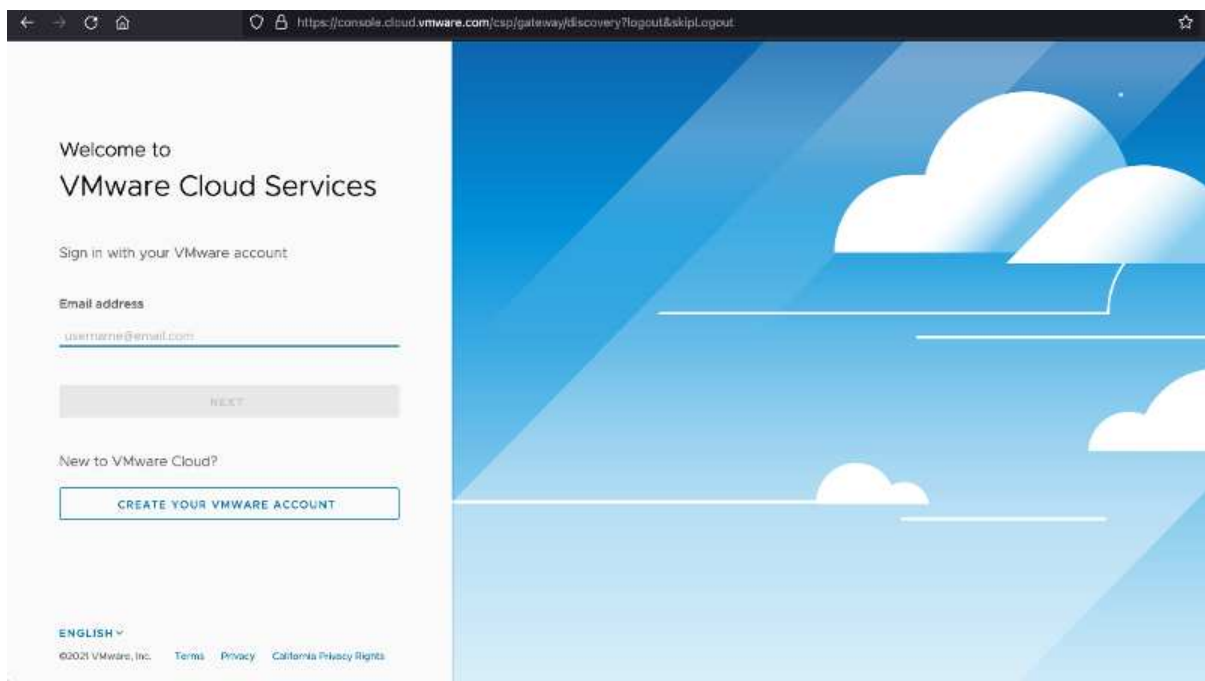 https://console.cloud.vmware.com/csp/gateway/discovery?logout&skipLogout
Welcome to
VMware Cloud Services
Sign in with your VMware account
Email address
username@email.com
NEXT
New to VMware Cloud?
CREATE YOUR VMWARE ACCOUNT
ENGLISH
©2021 VMware, Inc. Terms Privacy California Privacy Rights